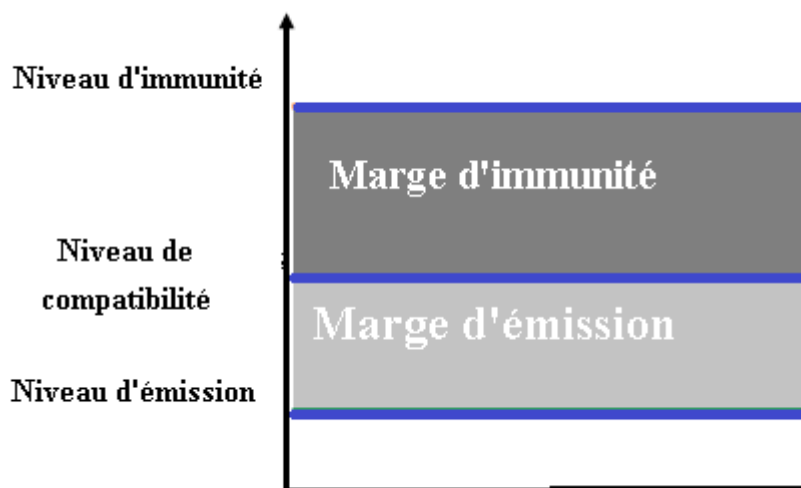 Niveau d'immunité
Marge d'immunité
Niveau de
compatibilité
Marge d'émission
Niveau d'émission